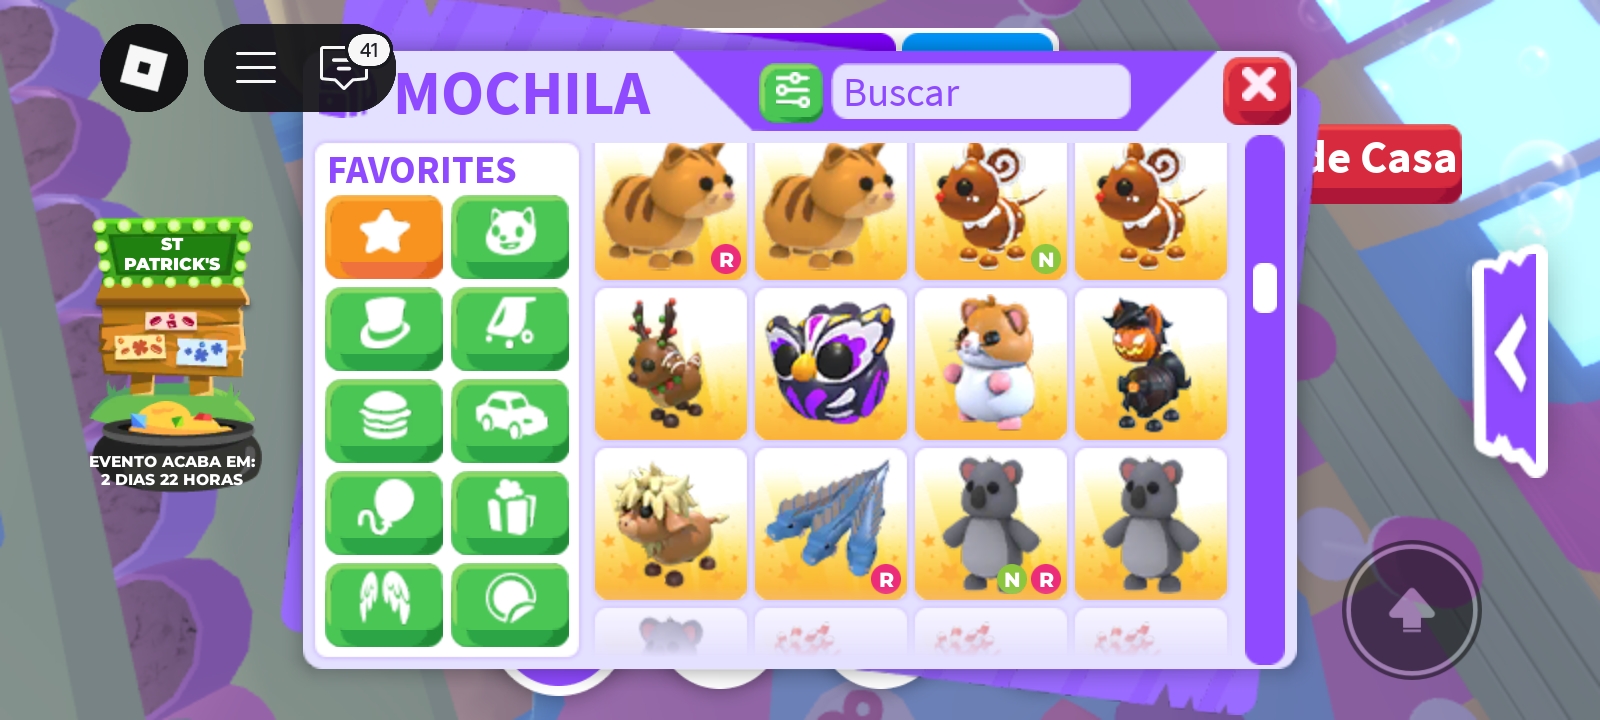 41
MOCHILA
Buscar
FAVORITES
de Casa
R
N
ST
PATRICK'S
EVENTO ACABA EM:
2 DIAS 22 HORAS
R
N R